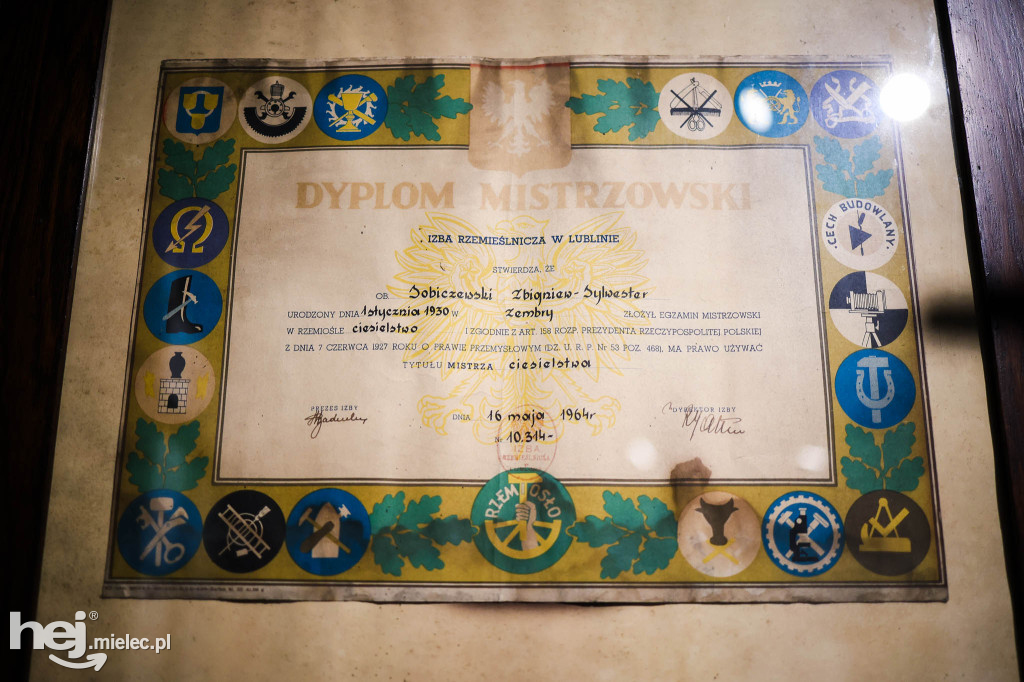 DYPLOM MISTRZOWSKI
IZBA RZEMIEŚLNICZA W LUBLINIE
STWIERDZA, ŻE
OB. Sobiczewski Zbigniew-Sylwester
URODZONY DNIA 1 stycznia 1930 W Zembry ZŁOŻYŁ EGZAMIN MISTRZOWSKI
W RZEMIOŚLE ciesielstwo I ZGODNIE Z ART. 158 ROZP. PREZYDENTA RZECZYPOSPOLITEJ POLSKIEJ
Z DNIA 7 CZERWCA 1927 ROKU O PRAWIE PRZEMYSŁOWYM (DZ. U. R. P. Nr 53 POZ. 468), MA PRAWO UŻYWAĆ
TYTUŁU MISTRZA ciesielstwa
PREZES IZBY
DYREKTOR IZBY
DNIA 16 maja 1964r
Nr 10.314-
IZBA
CECH BUDOWLANY.
RZEMIOSŁO
hej.mielec.pl